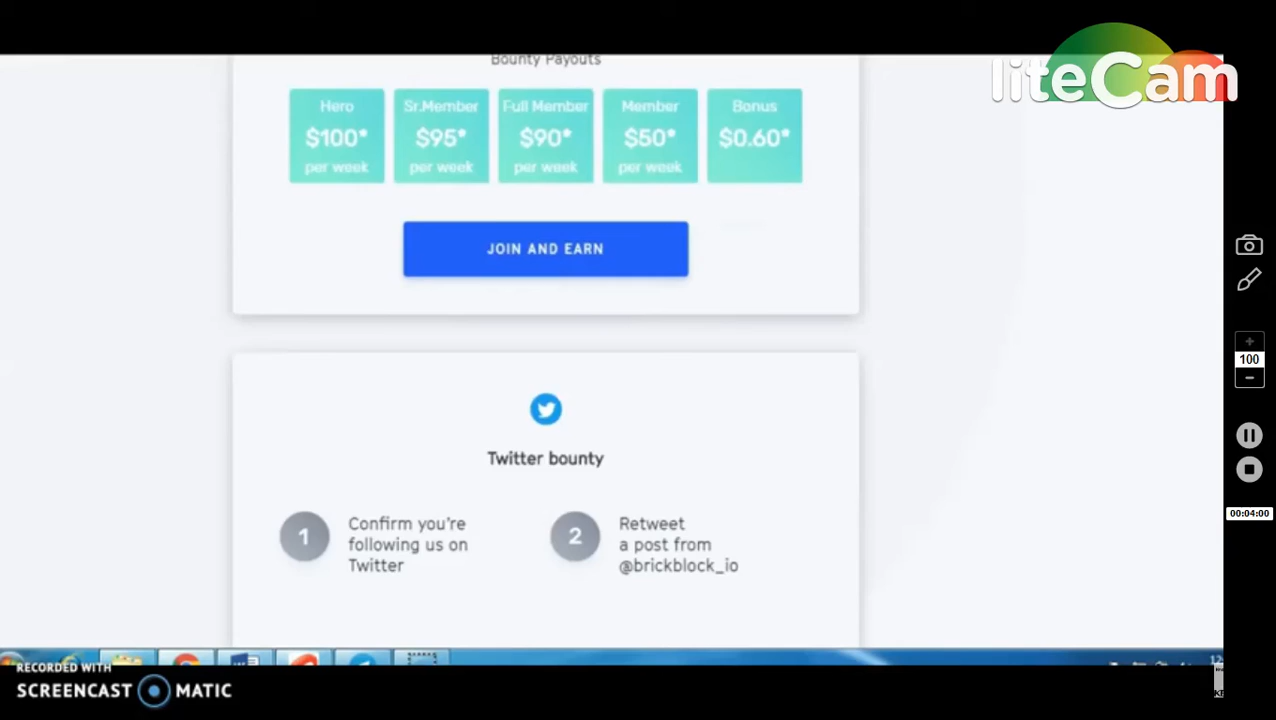 liteCam
Bounty Payouts
Hero
$100*
per week
Sr.Member
$95*
per week
Full Member
$90*
per week
Member
$50*
per week
Bonus
$0.60*
JOIN AND EARN
Twitter bounty
1
Confirm you're
following us on
Twitter
2
Retweet
a post from
@brickblock_io
100
00:04:00
RECORDED WITH
SCREENCAST MATIC